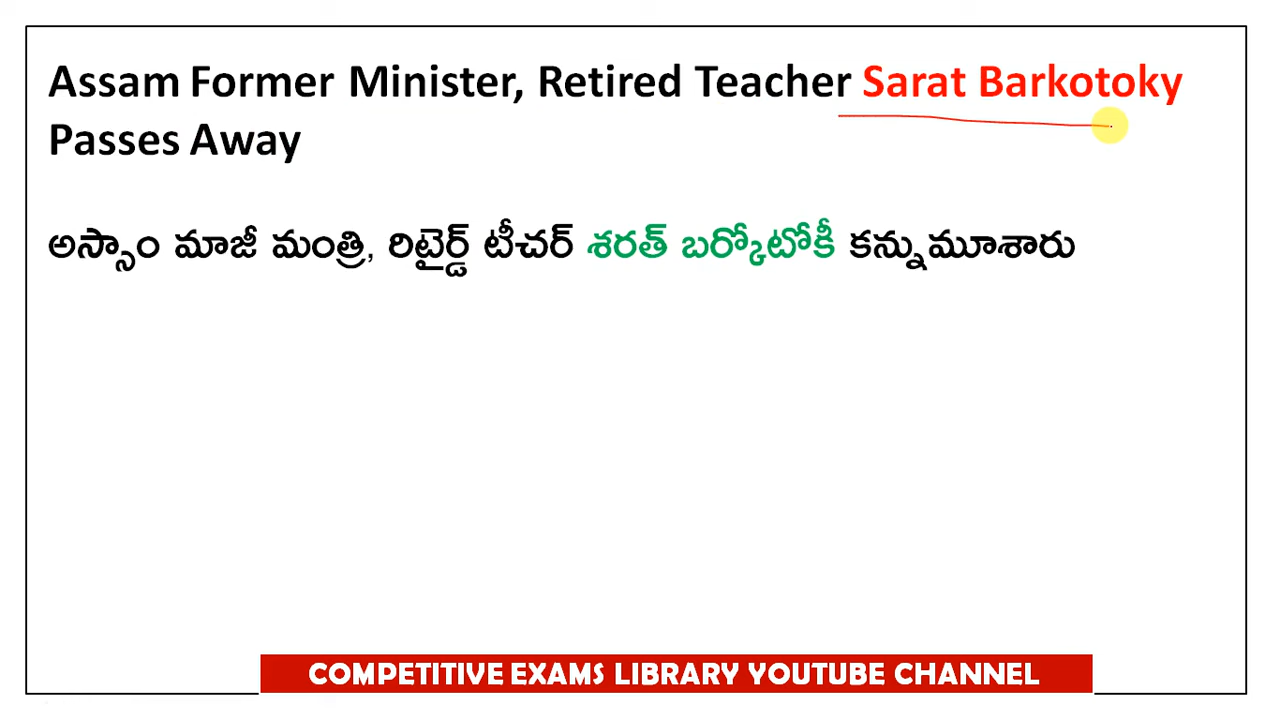 Assam Former Minister, Retired Teacher Sarat Barkotoky
Passes Away
అస్సాం మాజీ మంత్రి, రిటైర్డ్ టీచర్ శరత్ బర్కోటోకీ కన్నుమూశారు
COMPETITIVE EXAMS LIBRARY YOUTUBE CHANNEL